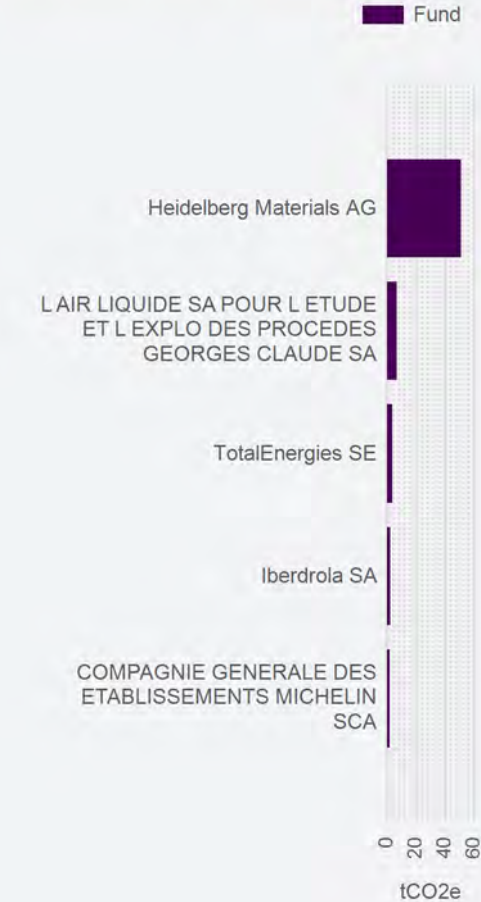 Fund
Heidelberg Materials AG
L AIR LIQUIDE SA POUR L ETUDE
ET L EXPLO DES PROCEDES
GEORGES CLAUDE SA
TotalEnergies SE
Iberdrola SA
COMPAGNIE GENERALE DES
ETABLISSEMENTS MICHELIN
SCA
0 20 40 60
tCO2e